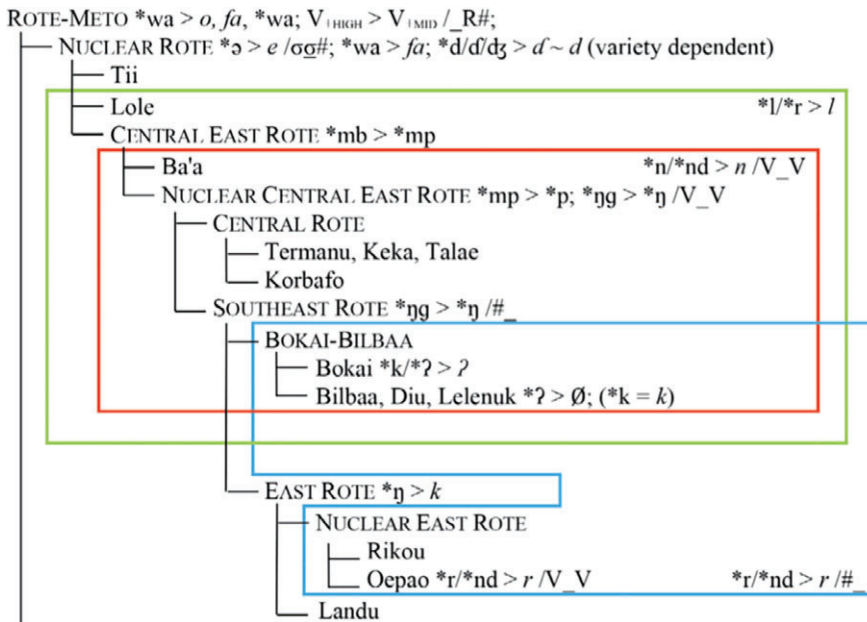 ROTE-METO *wa > o, fa, *wa; V₊HIGH > V₊MID /_R#;
NUCLEAR ROTE *ə > e /σσ̲#; *wa > fa; *d/ɗ/ʤ > ɗ ~ d (variety dependent)
Tii
Lole *l/*r > l
CENTRAL EAST ROTE *mb > *mp
Ba'a *n/*nd > n /V_V
NUCLEAR CENTRAL EAST ROTE *mp > *p; *ŋg > *ŋ /V_V
CENTRAL ROTE
Termanu, Keka, Talae
Korbafo
SOUTHEAST ROTE *ŋg > *ŋ /#_
BOKAI-BILBAA
Bokai *k/*ʔ > ʔ
Bilbaa, Diu, Lelenuk *ʔ > Ø; (*k = k)
EAST ROTE *ŋ > k
NUCLEAR EAST ROTE
Rikou
Oepao *r/*nd > r /V_V *r/*nd > r /#_
Landu